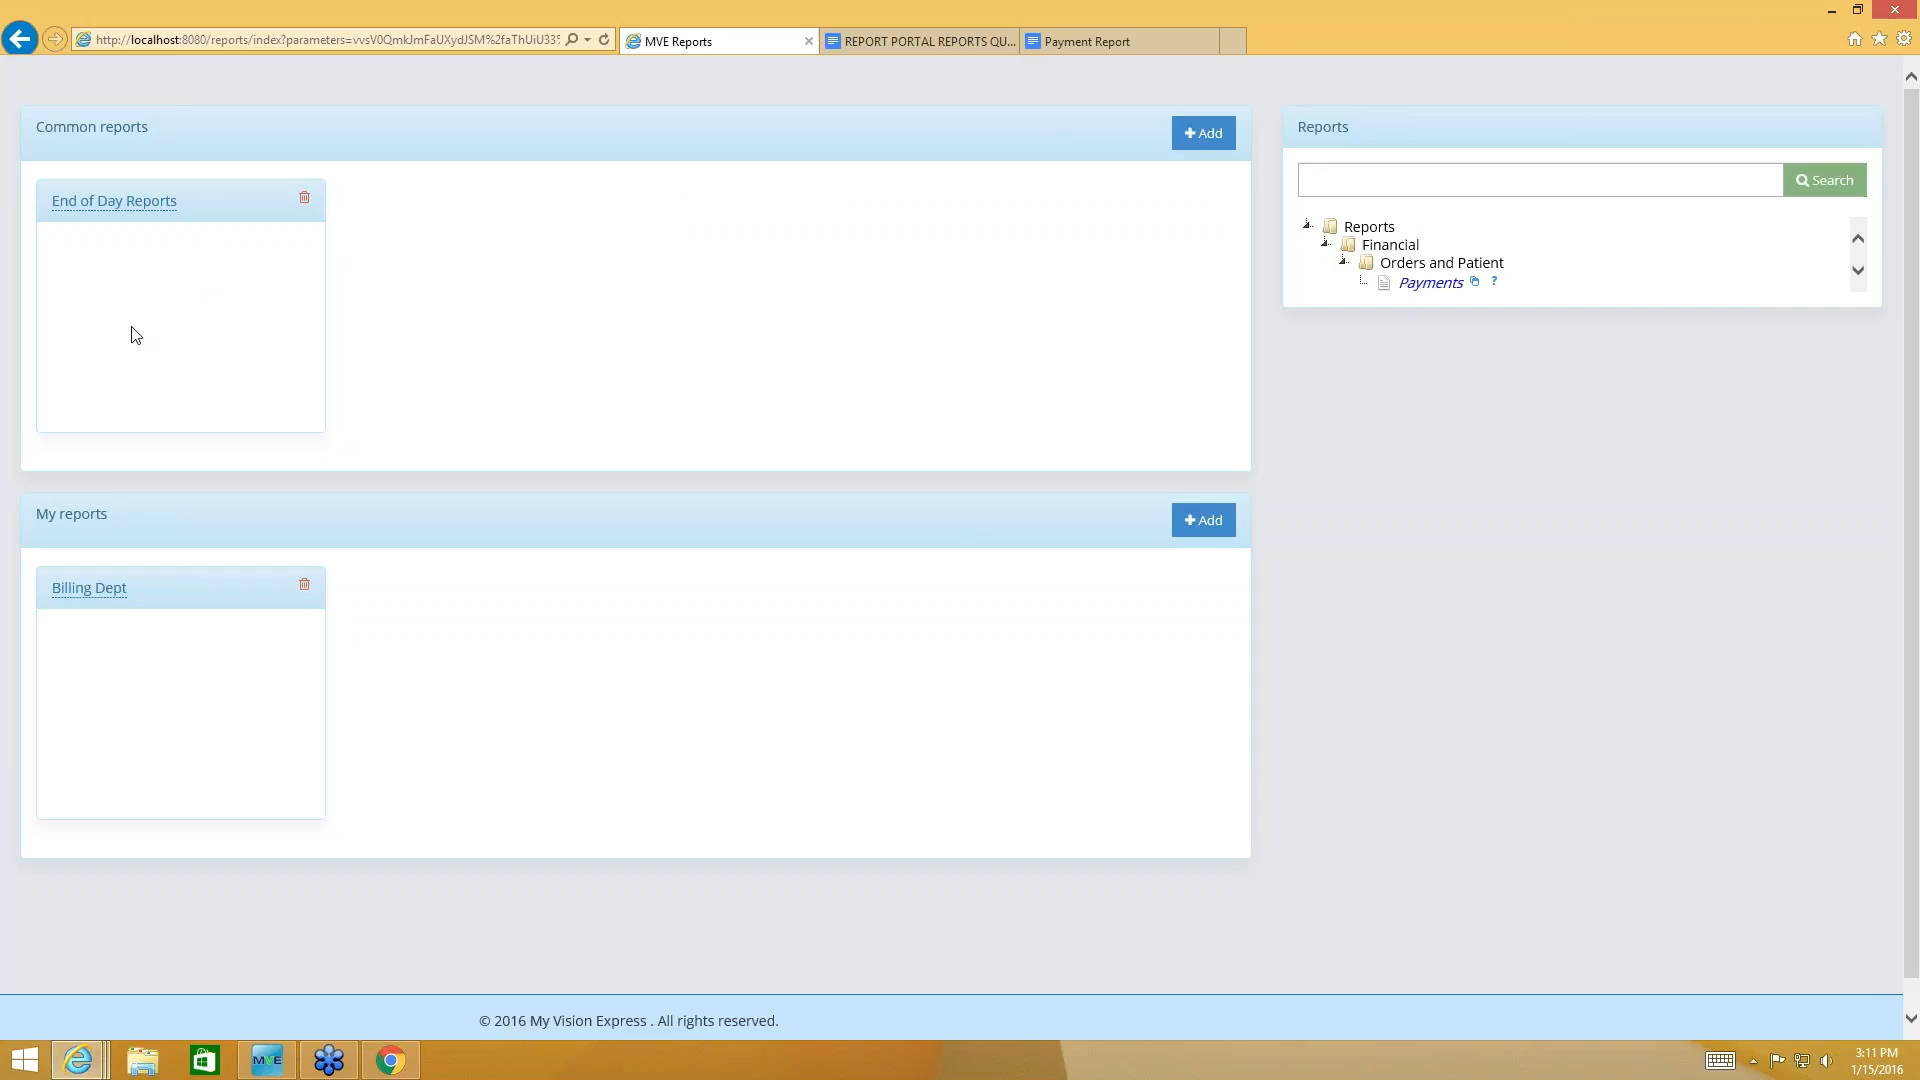 http://localhost:8080/reports/index?parameters=vvsV0QmkJmFaUXydJSM%2faThUiU33%
MVE Reports
REPORT PORTAL REPORTS QU...
Payment Report
Common reports
Add
End of Day Reports
My reports
Add
Billing Dept
Reports
Search
Reports
Financial
Orders and Patient
Payments ?
© 2016 My Vision Express . All rights reserved.
MVE
3:11 PM
1/15/2016